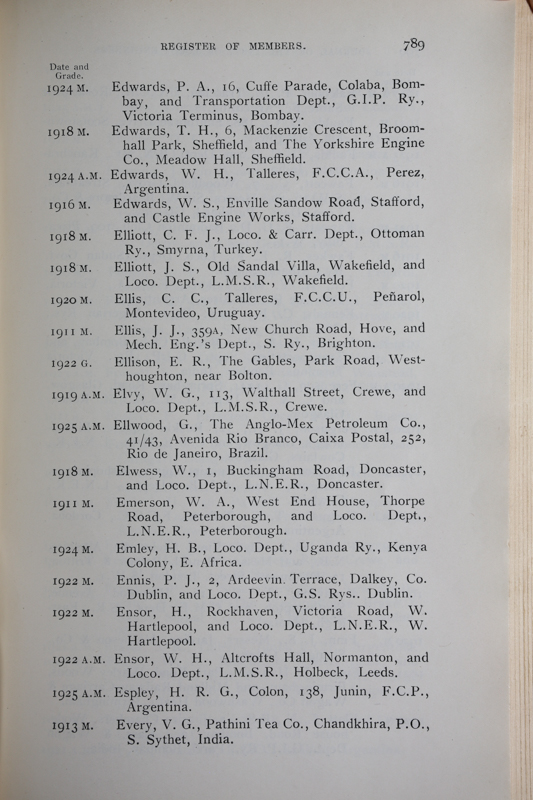 REGISTER OF MEMBERS. 789
Date and
Grade.
1924 M. Edwards, P. A., 16, Cuffe Parade, Colaba, Bom-
bay, and Transportation Dept., G.I.P. Ry.,
Victoria Terminus, Bombay.
1918 M. Edwards, T. H., 6, Mackenzie Crescent, Broom-
hall Park, Sheffield, and The Yorkshire Engine
Co., Meadow Hall, Sheffield.
1924 A.M. Edwards, W. H., Talleres, F.C.C.A., Perez,
Argentina.
1916 M. Edwards, W. S., Enville Sandow Road, Stafford,
and Castle Engine Works, Stafford.
1918 M. Elliott, C. F. J., Loco. & Carr. Dept., Ottoman
Ry., Smyrna, Turkey.
1918 M. Elliott, J. S., Old Sandal Villa, Wakefield, and
Loco. Dept., L.M.S.R., Wakefield.
1920 M. Ellis, C. C., Talleres, F.C.C.U., Peñarol,
Montevideo, Uruguay.
1911 M. Ellis, J. J., 359A, New Church Road, Hove, and
Mech. Eng.'s Dept., S. Ry., Brighton.
1922 G. Ellison, E. R., The Gables, Park Road, West-
houghton, near Bolton.
1919 A.M. Elvy, W. G., 113, Walthall Street, Crewe, and
Loco. Dept., L.M.S.R., Crewe.
1925 A.M. Ellwood, G., The Anglo-Mex Petroleum Co.,
41/43, Avenida Rio Branco, Caixa Postal, 252,
Rio de Janeiro, Brazil.
1918 M. Elwess, W., 1, Buckingham Road, Doncaster,
and Loco. Dept., L.N.E.R., Doncaster.
1911 M. Emerson, W. A., West End House, Thorpe
Road, Peterborough, and Loco. Dept.,
L.N.E.R., Peterborough.
1924 M. Emley, H. B., Loco. Dept., Uganda Ry., Kenya
Colony, E. Africa.
1922 M. Ennis, P. J., 2, Ardeevin Terrace, Dalkey, Co.
Dublin, and Loco. Dept., G.S. Rys.. Dublin.
1922 M. Ensor, H., Rockhaven, Victoria Road, W.
Hartlepool, and Loco. Dept., L.N.E.R., W.
Hartlepool.
1922 A.M. Ensor, W. H., Altcrofts Hall, Normanton, and
Loco. Dept., L.M.S.R., Holbeck, Leeds.
1925 A.M. Espley, H. R. G., Colon, 138, Junin, F.C.P.,
Argentina.
1913 M. Every, V. G., Pathini Tea Co., Chandkhira, P.O.,
S. Sythet, India.